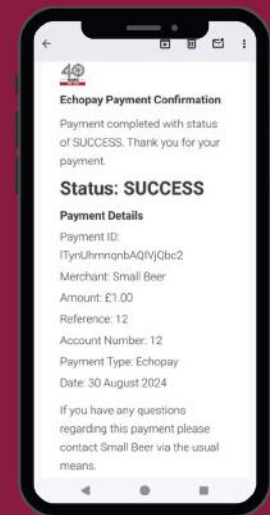 40
Echopay Payment Confirmation
Payment completed with status
of SUCCESS. Thank you for your
payment.
Status: SUCCESS
Payment Details
Payment ID:
Merchant: Small Beer
Amount: £1.00
Reference: 12
Account Number: 12
Payment Type: Echopay
Date: 30 August 2024
If you have any questions
regarding this payment please
contact Small Beer via the usual
means.